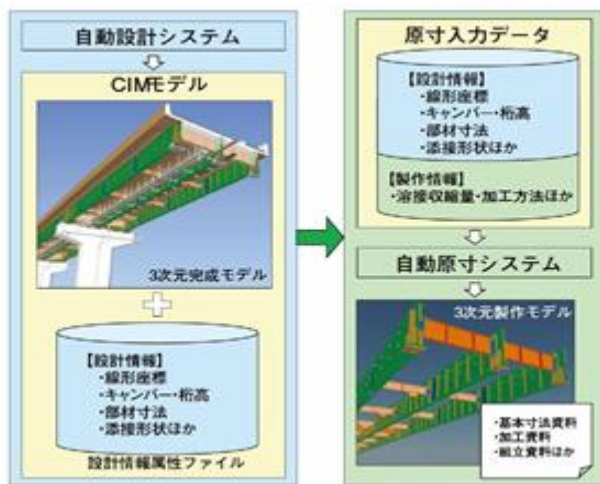 自動設計システム
CIMモデル
3次元完成モデル
【設計情報】
・線形座標
・キャンバー・桁高
・部材寸法
・添接形状ほか
設計情報属性ファイル
原寸入力データ
【設計情報】
・線形座標
・キャンバー・桁高
・部材寸法
・添接形状ほか
【製作情報】
・溶接収縮量・加工方法ほか
自動原寸システム
3次元製作モデル
・基本寸法資料
・加工資料
・組立資料ほか